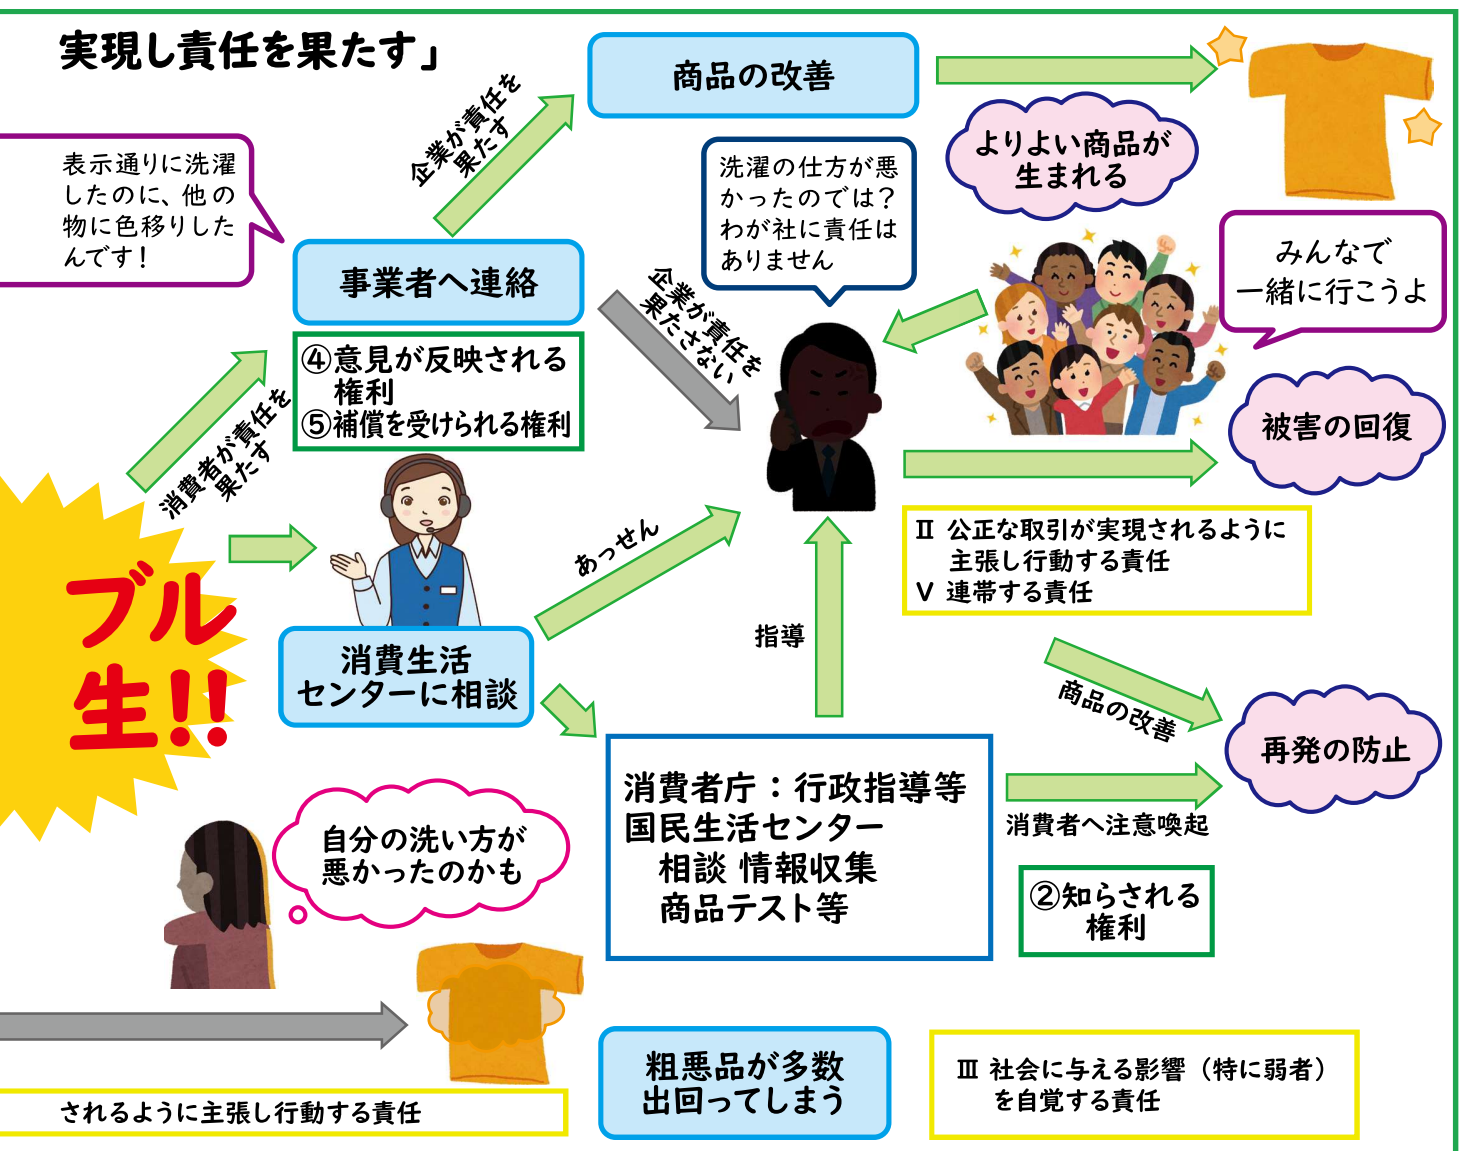 実現し責任を果たす」
商品の改善
企業が責任を
果たす
よりよい商品が
生まれる
表示通りに洗濯
したのに、他の
物に色移りした
んです！
洗濯の仕方が悪
かったのでは？
わが社に責任は
ありません
みんなで
一緒に行こうよ
事業者へ連絡
企業が責任を
果たさない
④意見が反映される
権利
⑤補償を受けられる権利
消費者が責任を
果たす
被害の回復
Ⅱ 公正な取引が実現されるように
主張し行動する責任
Ⅴ 連帯する責任
あっせん
ブル
生!!
指導
消費生活
センターに相談
商品の改善
再発の防止
消費者庁：行政指導等
国民生活センター
相談 情報収集
商品テスト等
消費者へ注意喚起
自分の洗い方が
悪かったのかも
②知らされる
権利
粗悪品が多数
出回ってしまう
Ⅲ 社会に与える影響（特に弱者）
を自覚する責任
されるように主張し行動する責任